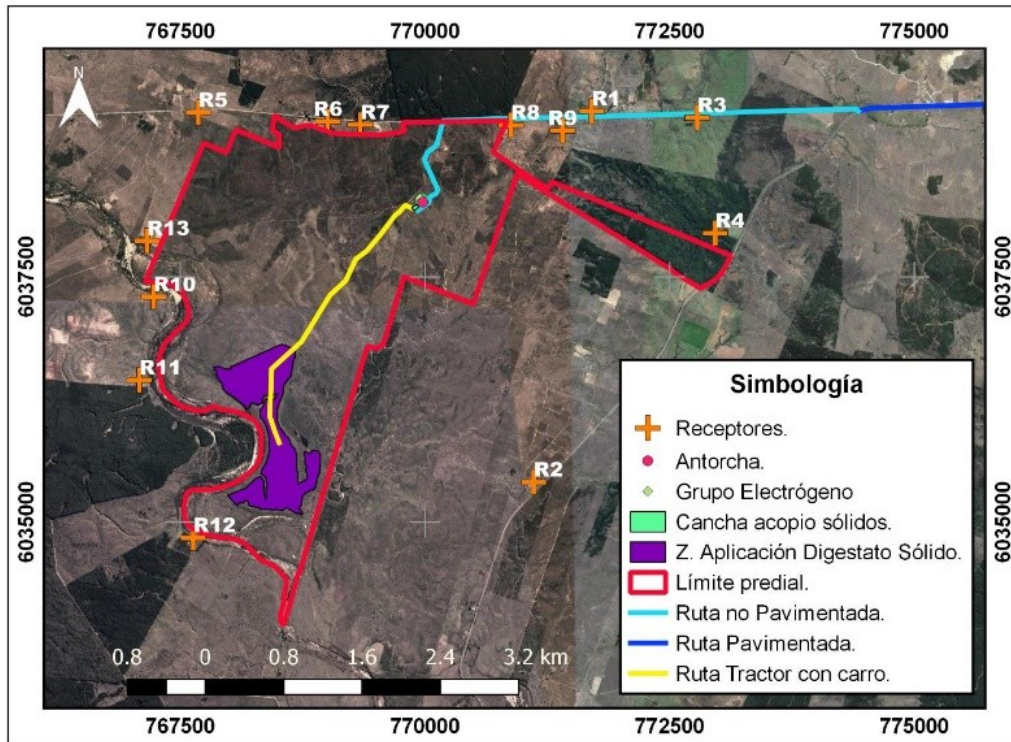 767500 770000 772500 775000
N
R5 R6 R7 R8 R9 R1 R3
R4
R13
R10
R11
R2
R12
6037500
6035000
6037500
6035000
Simbología
Receptores.
Antorcha.
Grupo Electrógeno
Cancha acopio sólidos.
Z. Aplicación Digestato Sólido.
Límite predial.
Ruta no Pavimentada.
Ruta Pavimentada.
Ruta Tractor con carro.
0.8 0 0.8 1.6 2.4 3.2 km
767500 770000 772500 775000